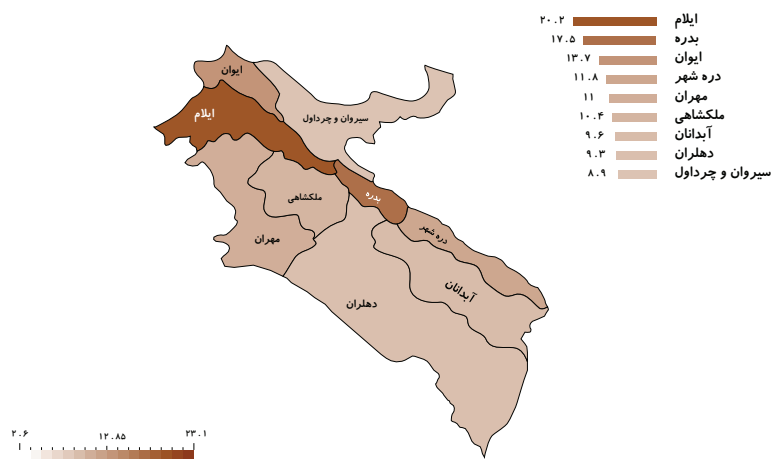 ایلام ۲۰.۲
بدره ۱۷.۵
ایوان ۱۳.۷
دره شهر ۱۱.۸
مهران ۱۱
ملکشاهی ۱۰.۴
آبدانان ۹.۶
دهلران ۹.۳
سیروان و چرداول ۸.۹
ایوان
ایلام
سیروان و چرداول
بدره
ملکشاهی
دره شهر
مهران
آبدانان
دهلران
۲.۶ ۱۲.۸۵ ۲۳.۱